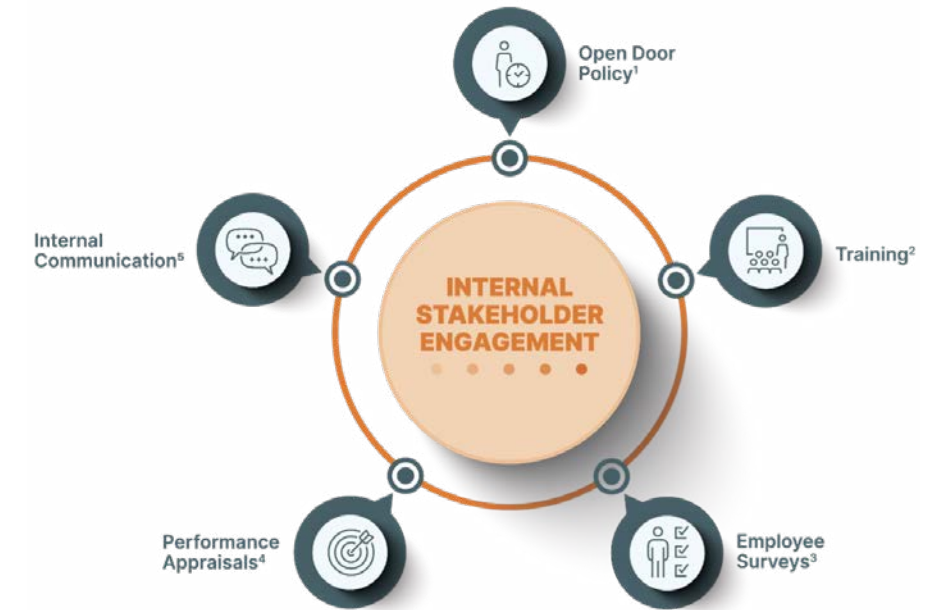 Open Door
Policy¹
Internal
Communication⁵
Training²
INTERNAL
STAKEHOLDER
ENGAGEMENT
Performance
Appraisals⁴
Employee
Surveys³